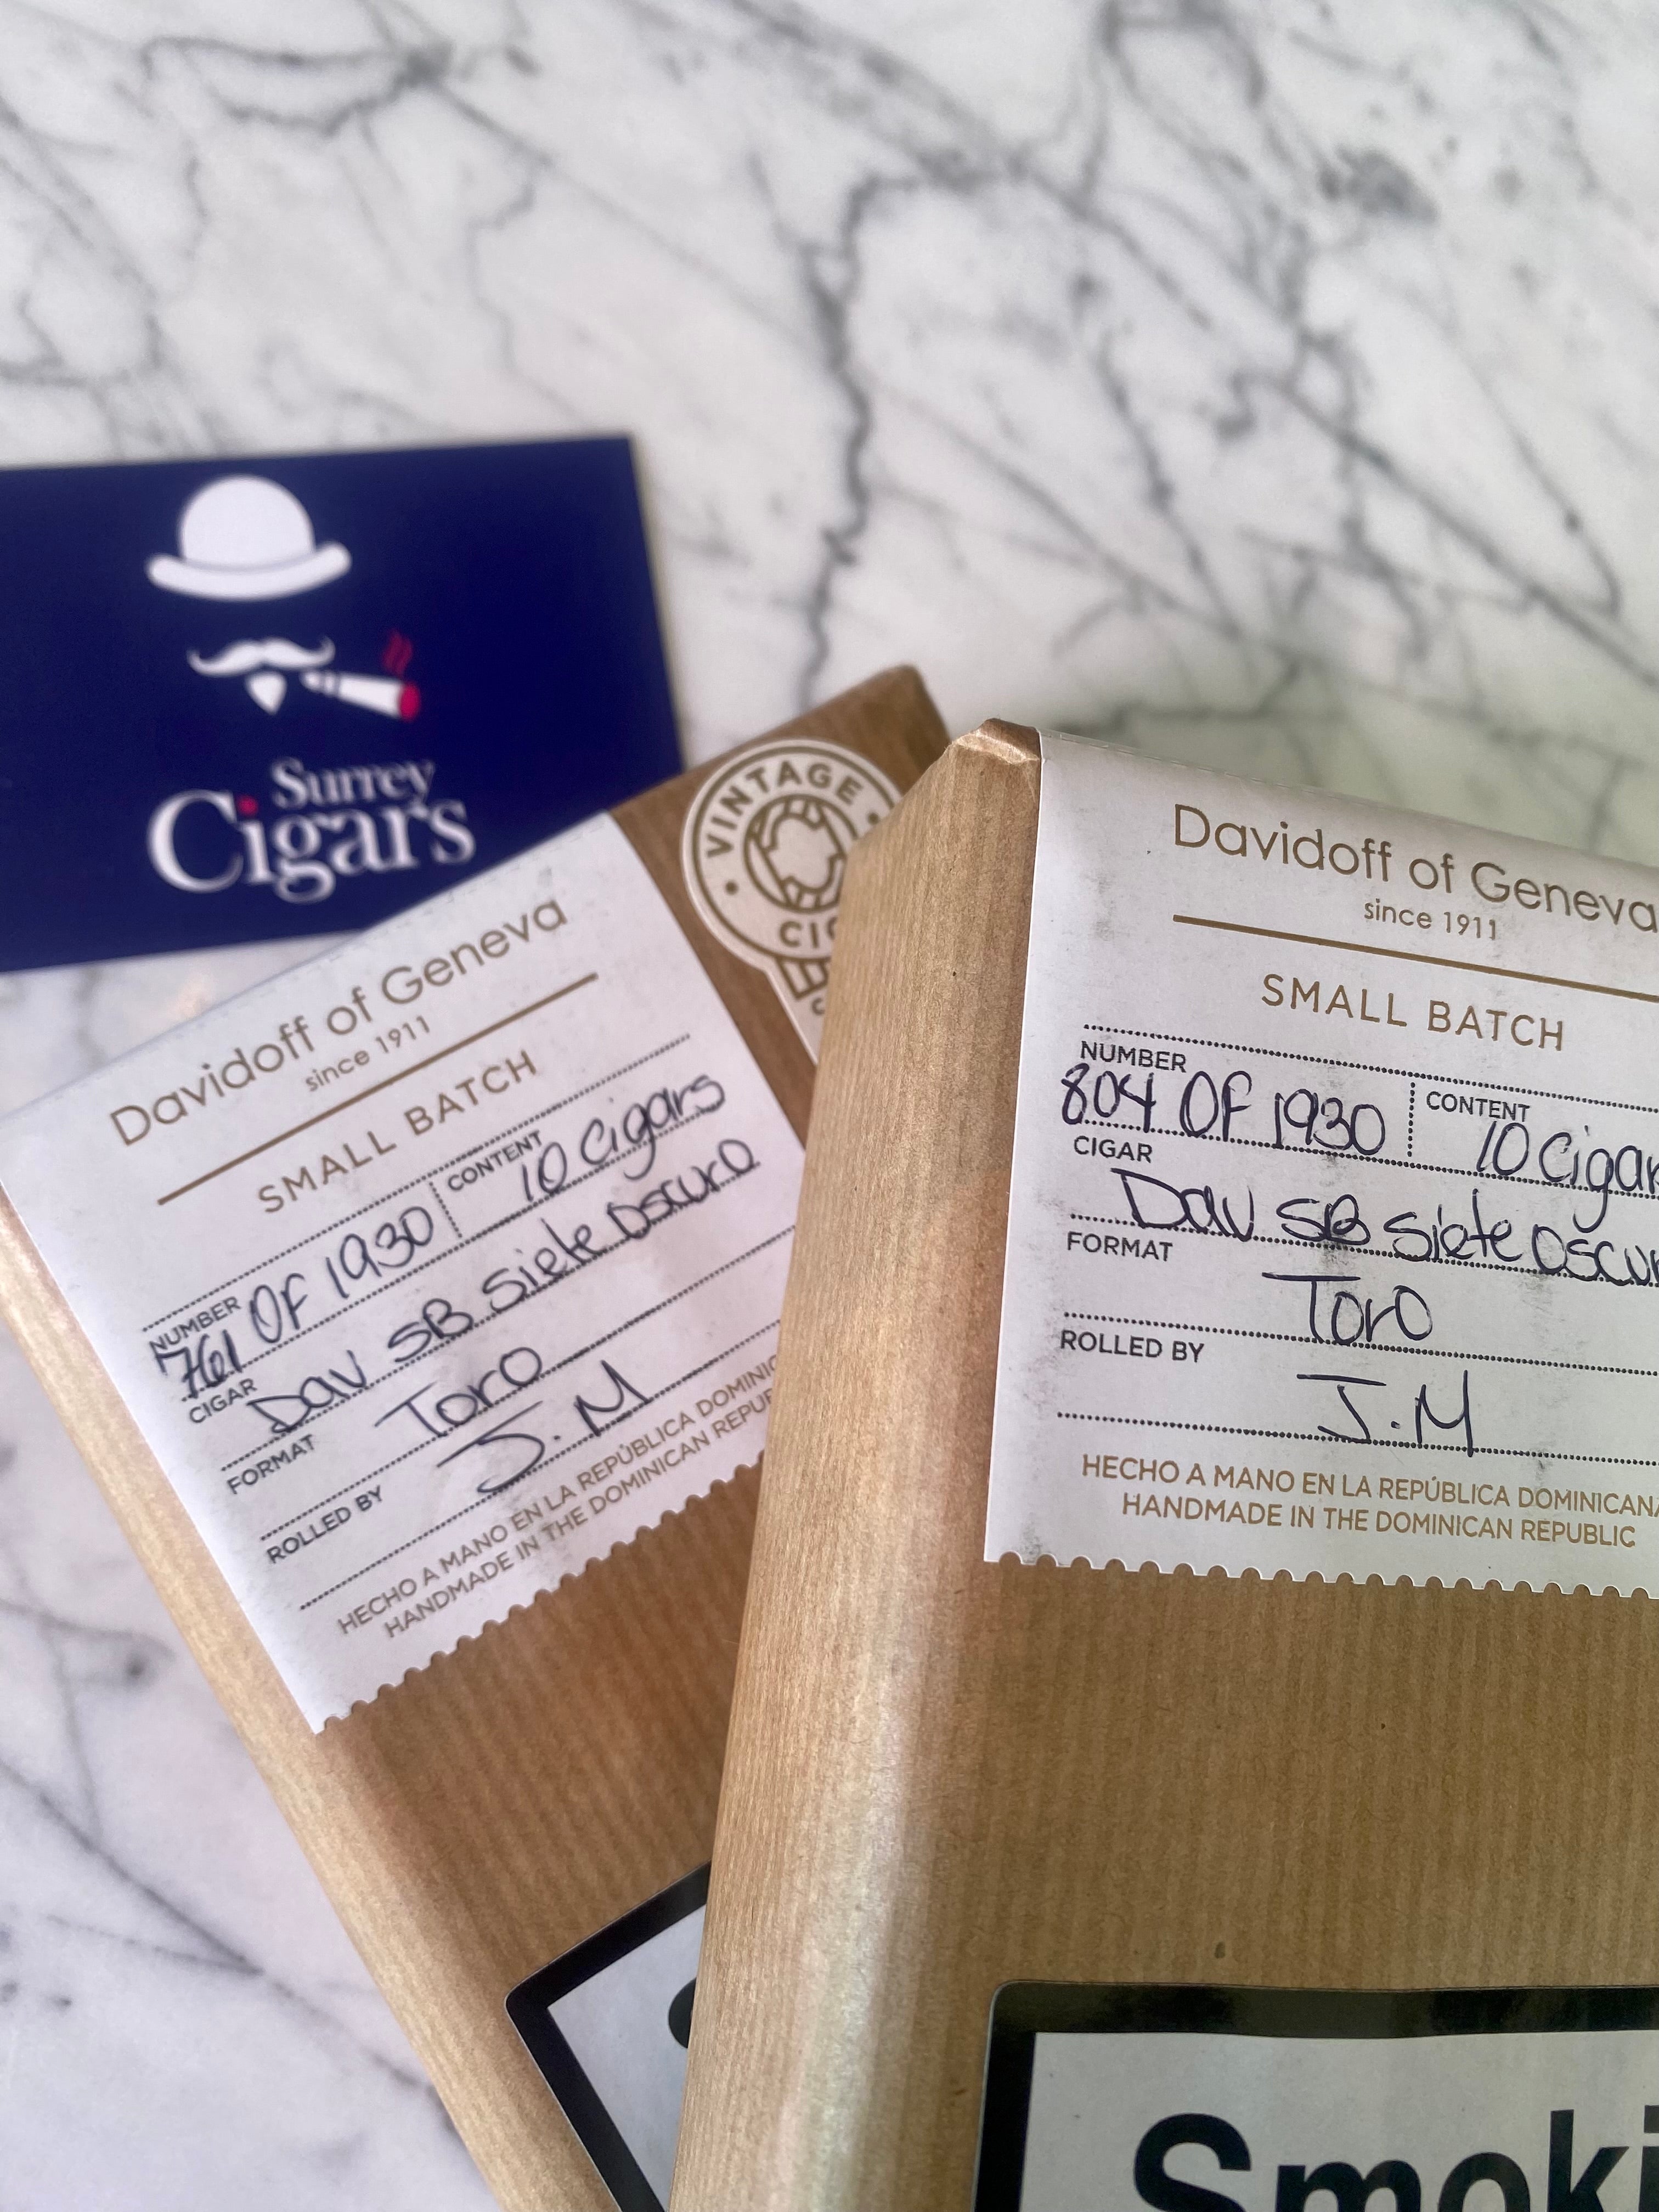 Surrey
Cigars
VINTAGE
Davidoff of Geneva
since 1911
SMALL BATCH
NUMBER
761 OF 1930
CONTENT
10 Cigars
CIGAR
Dav SB Siete Oscuro
FORMAT
Toro
ROLLED BY
J.M
HECHO A MANO EN LA REPÚBLICA
HANDMADE IN THE DOMINICAN
Davidoff of Geneva
since 1911
SMALL BATCH
NUMBER
804 OF 1930
CONTENT
10 Cigar
CIGAR
Dav SB Siete Oscur
FORMAT
Toro
ROLLED BY
J.M
HECHO A MANO EN LA REPÚBLICA DOMINICANA
HANDMADE IN THE DOMINICAN REPUBLIC
Smoki